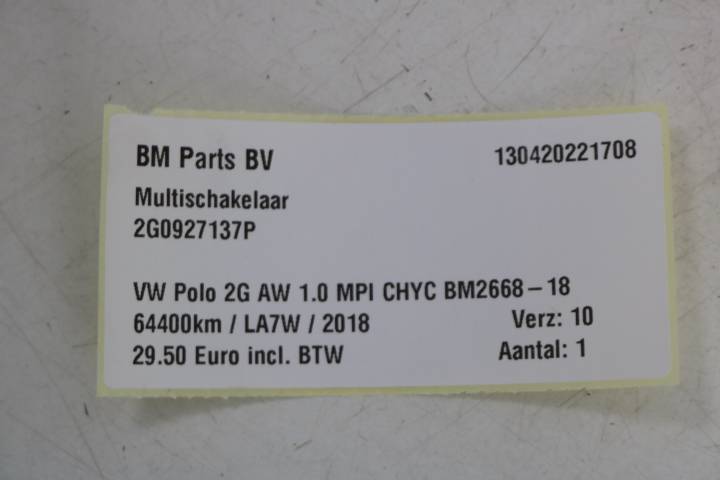 BM Parts BV 130420221708
Multischakelaar
2G0927137P
VW Polo 2G AW 1.0 MPI CHYC BM2668-18
64400km / LA7W / 2018 Verz: 10
29.50 Euro incl. BTW Aantal: 1